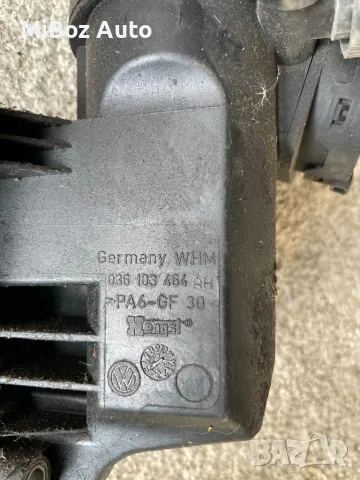 MiBoz Auto
Germany, WHM
036 103 464 AH
>PA6-GF 30<
Hengst®
BAZAR